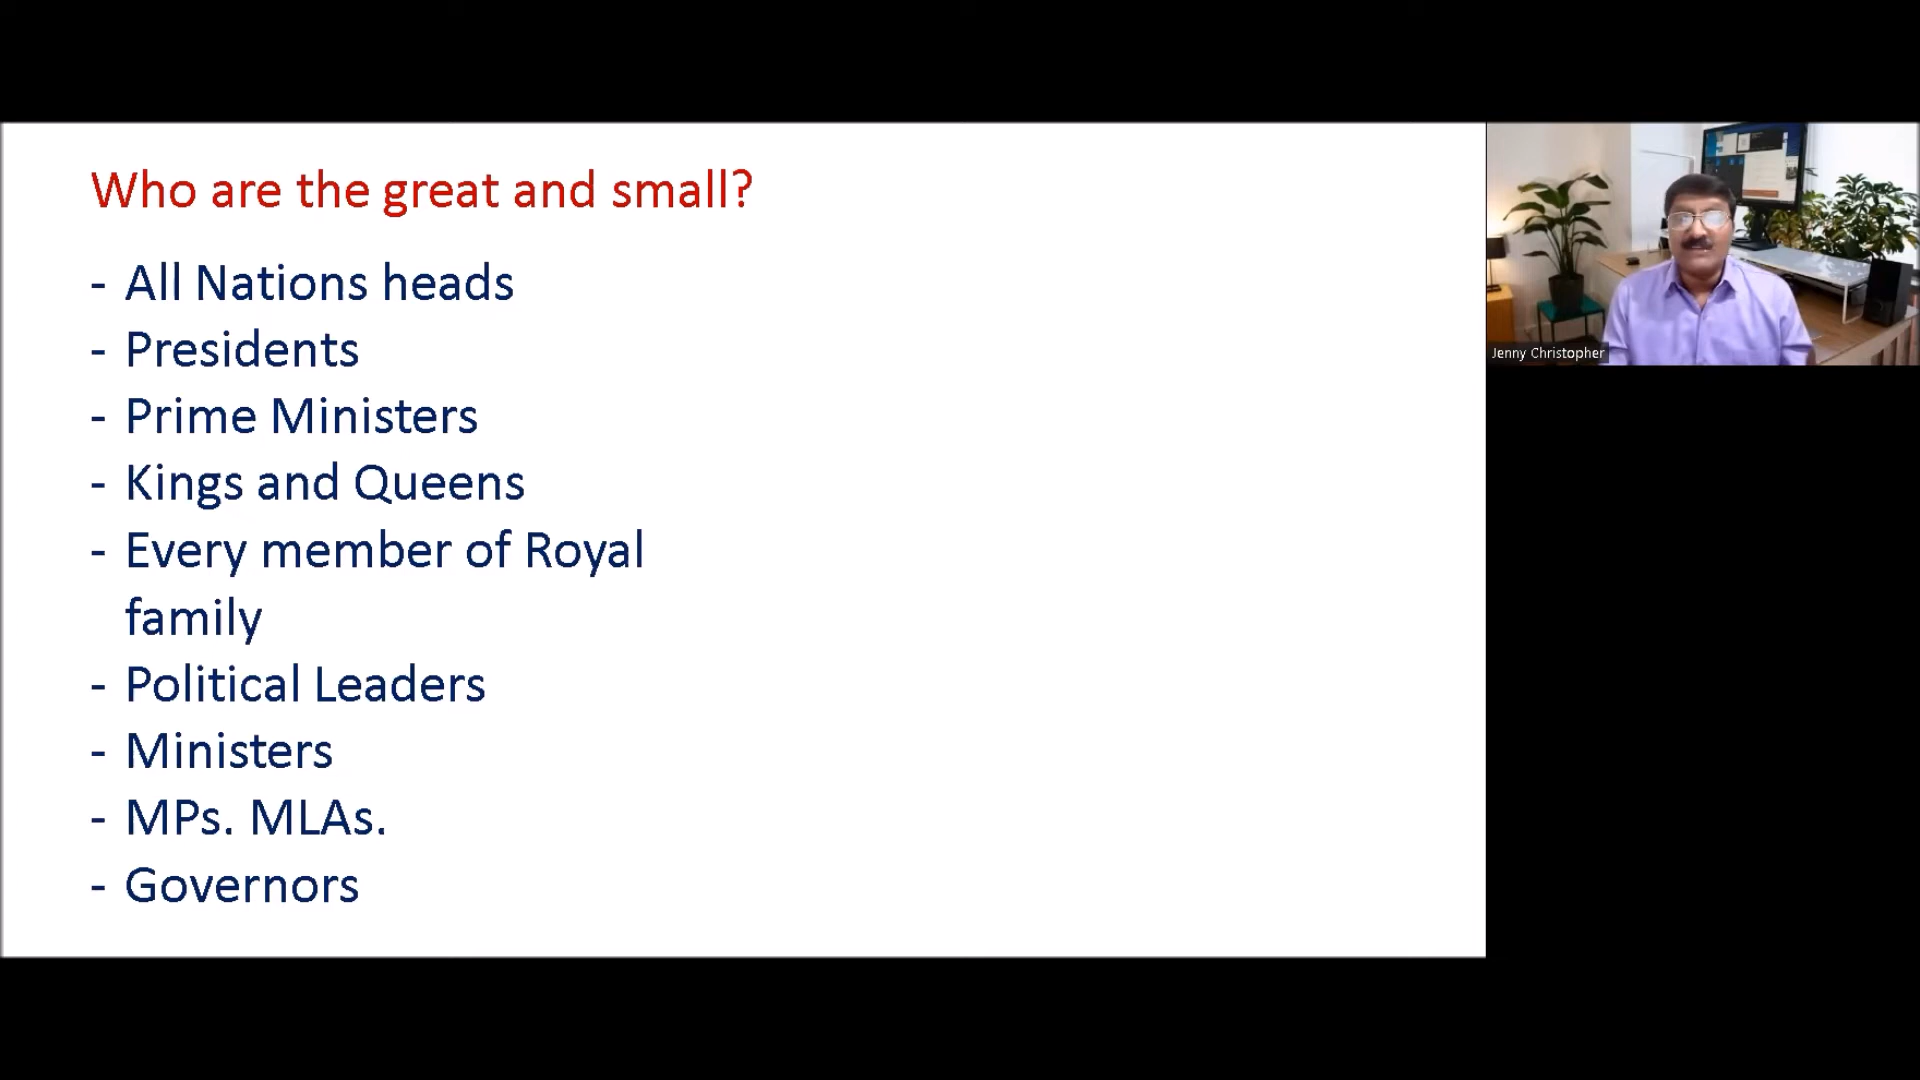 Who are the great and small?
- All Nations heads
- Presidents
- Prime Ministers
- Kings and Queens
- Every member of Royal
family
- Political Leaders
- Ministers
- MPs. MLAs.
- Governors
Jenny Christopher